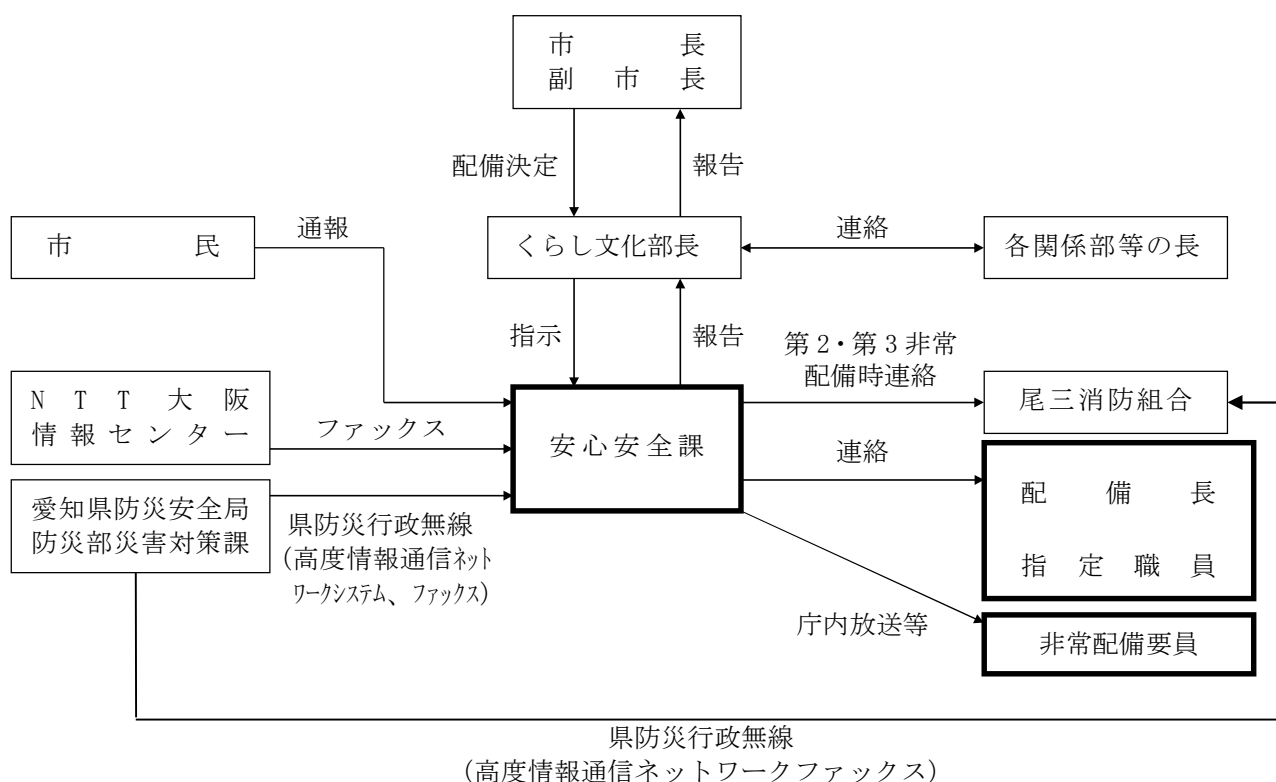 市長
副市長
配備決定
報告
市民
通報
くらし文化部長
連絡
各関係部等の長
指示
報告
第2・第3非常
配備時連絡
NTT大阪
情報センター
ファックス
安心安全課
尾三消防組合
連絡
愛知県防災安全局
防災部災害対策課
県防災行政無線
(高度情報通信ネット
ワークシステム、ファックス)
配備長
指定職員
庁内放送等
非常配備要員
県防災行政無線
(高度情報通信ネットワークファックス)